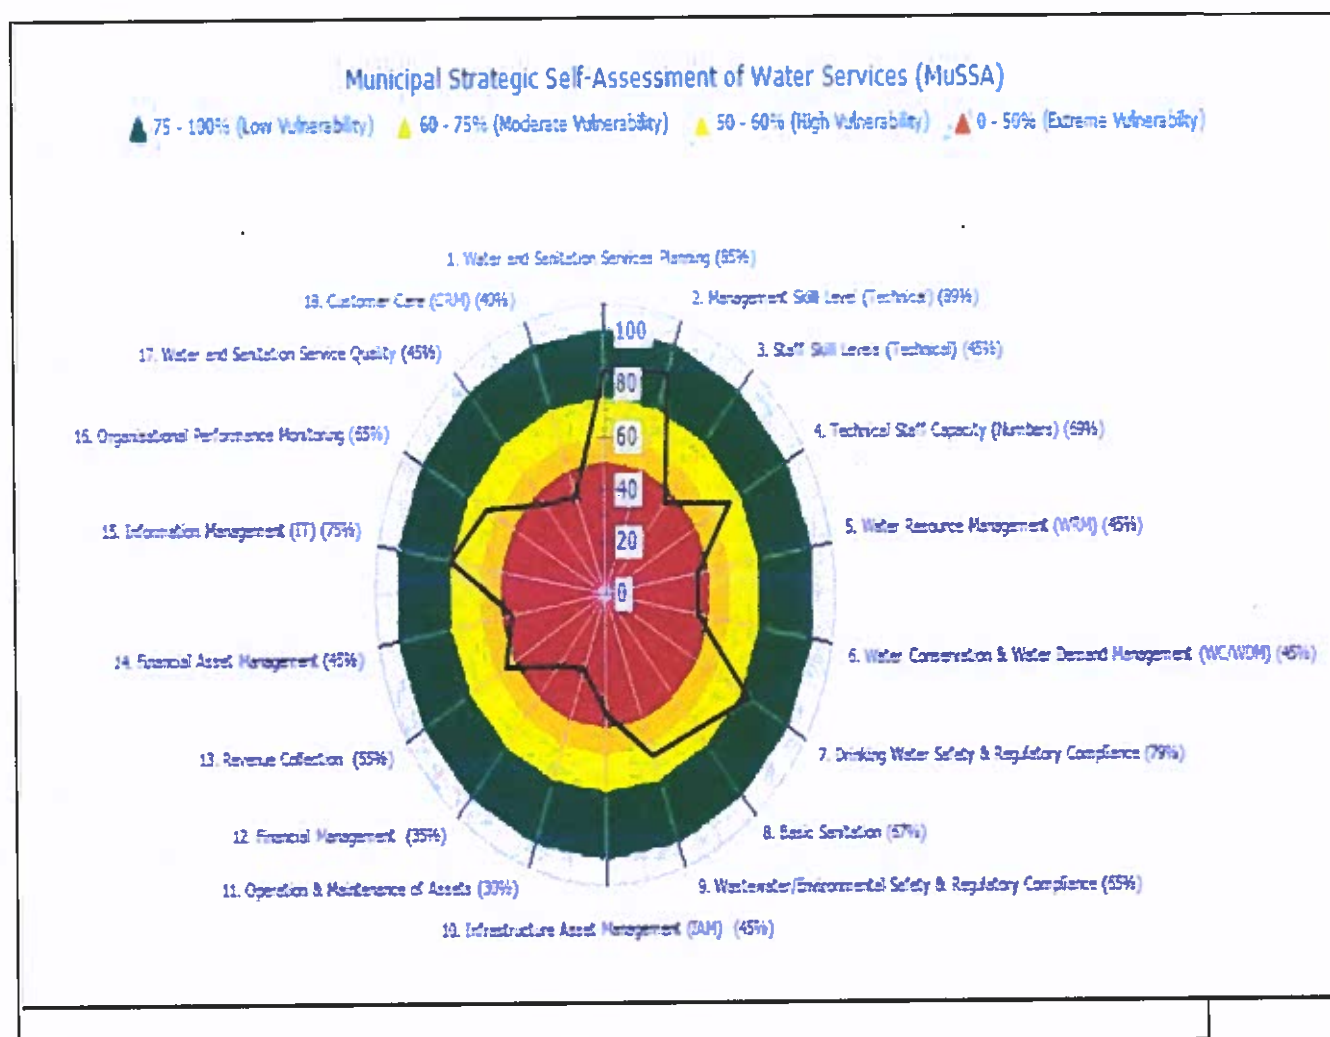 Municipal Strategic Self-Assessment of Water Services (MuSSA)
75 - 100% (Low Vulnerability) 60 - 75% (Moderate Vulnerability) 50 - 60% (High Vulnerability) 0 - 50% (Extreme Vulnerability)
1. Water and Sanitation Services Planning
18. Customer Care (CRM) (40%)
2. Management Skill Level (Technical)
17. Water and Sanitation Service Quality (45%)
3. Staff Skill Levels (Technical) (45%)
16. Organisational Performance Monitoring
4. Technical Staff Capacity (Numbers)
15. Information Management (IT) (75%)
5. Water Resource Management (WRM) (45%)
14. Financial Asset Management (45%)
6. Water Conservation & Water Demand Management (WC/WDM) (45%)
13. Revenue Collection (55%)
7. Drinking Water Safety & Regulatory Compliance (79%)
12. Financial Management (35%)
8. Basic Sanitation
11. Operation & Maintenance of Assets (30%)
9. Wastewater/Environmental Safety & Regulatory Compliance
10. Infrastructure Asset Management (IAM) (45%)
100
80
60
40
20
0